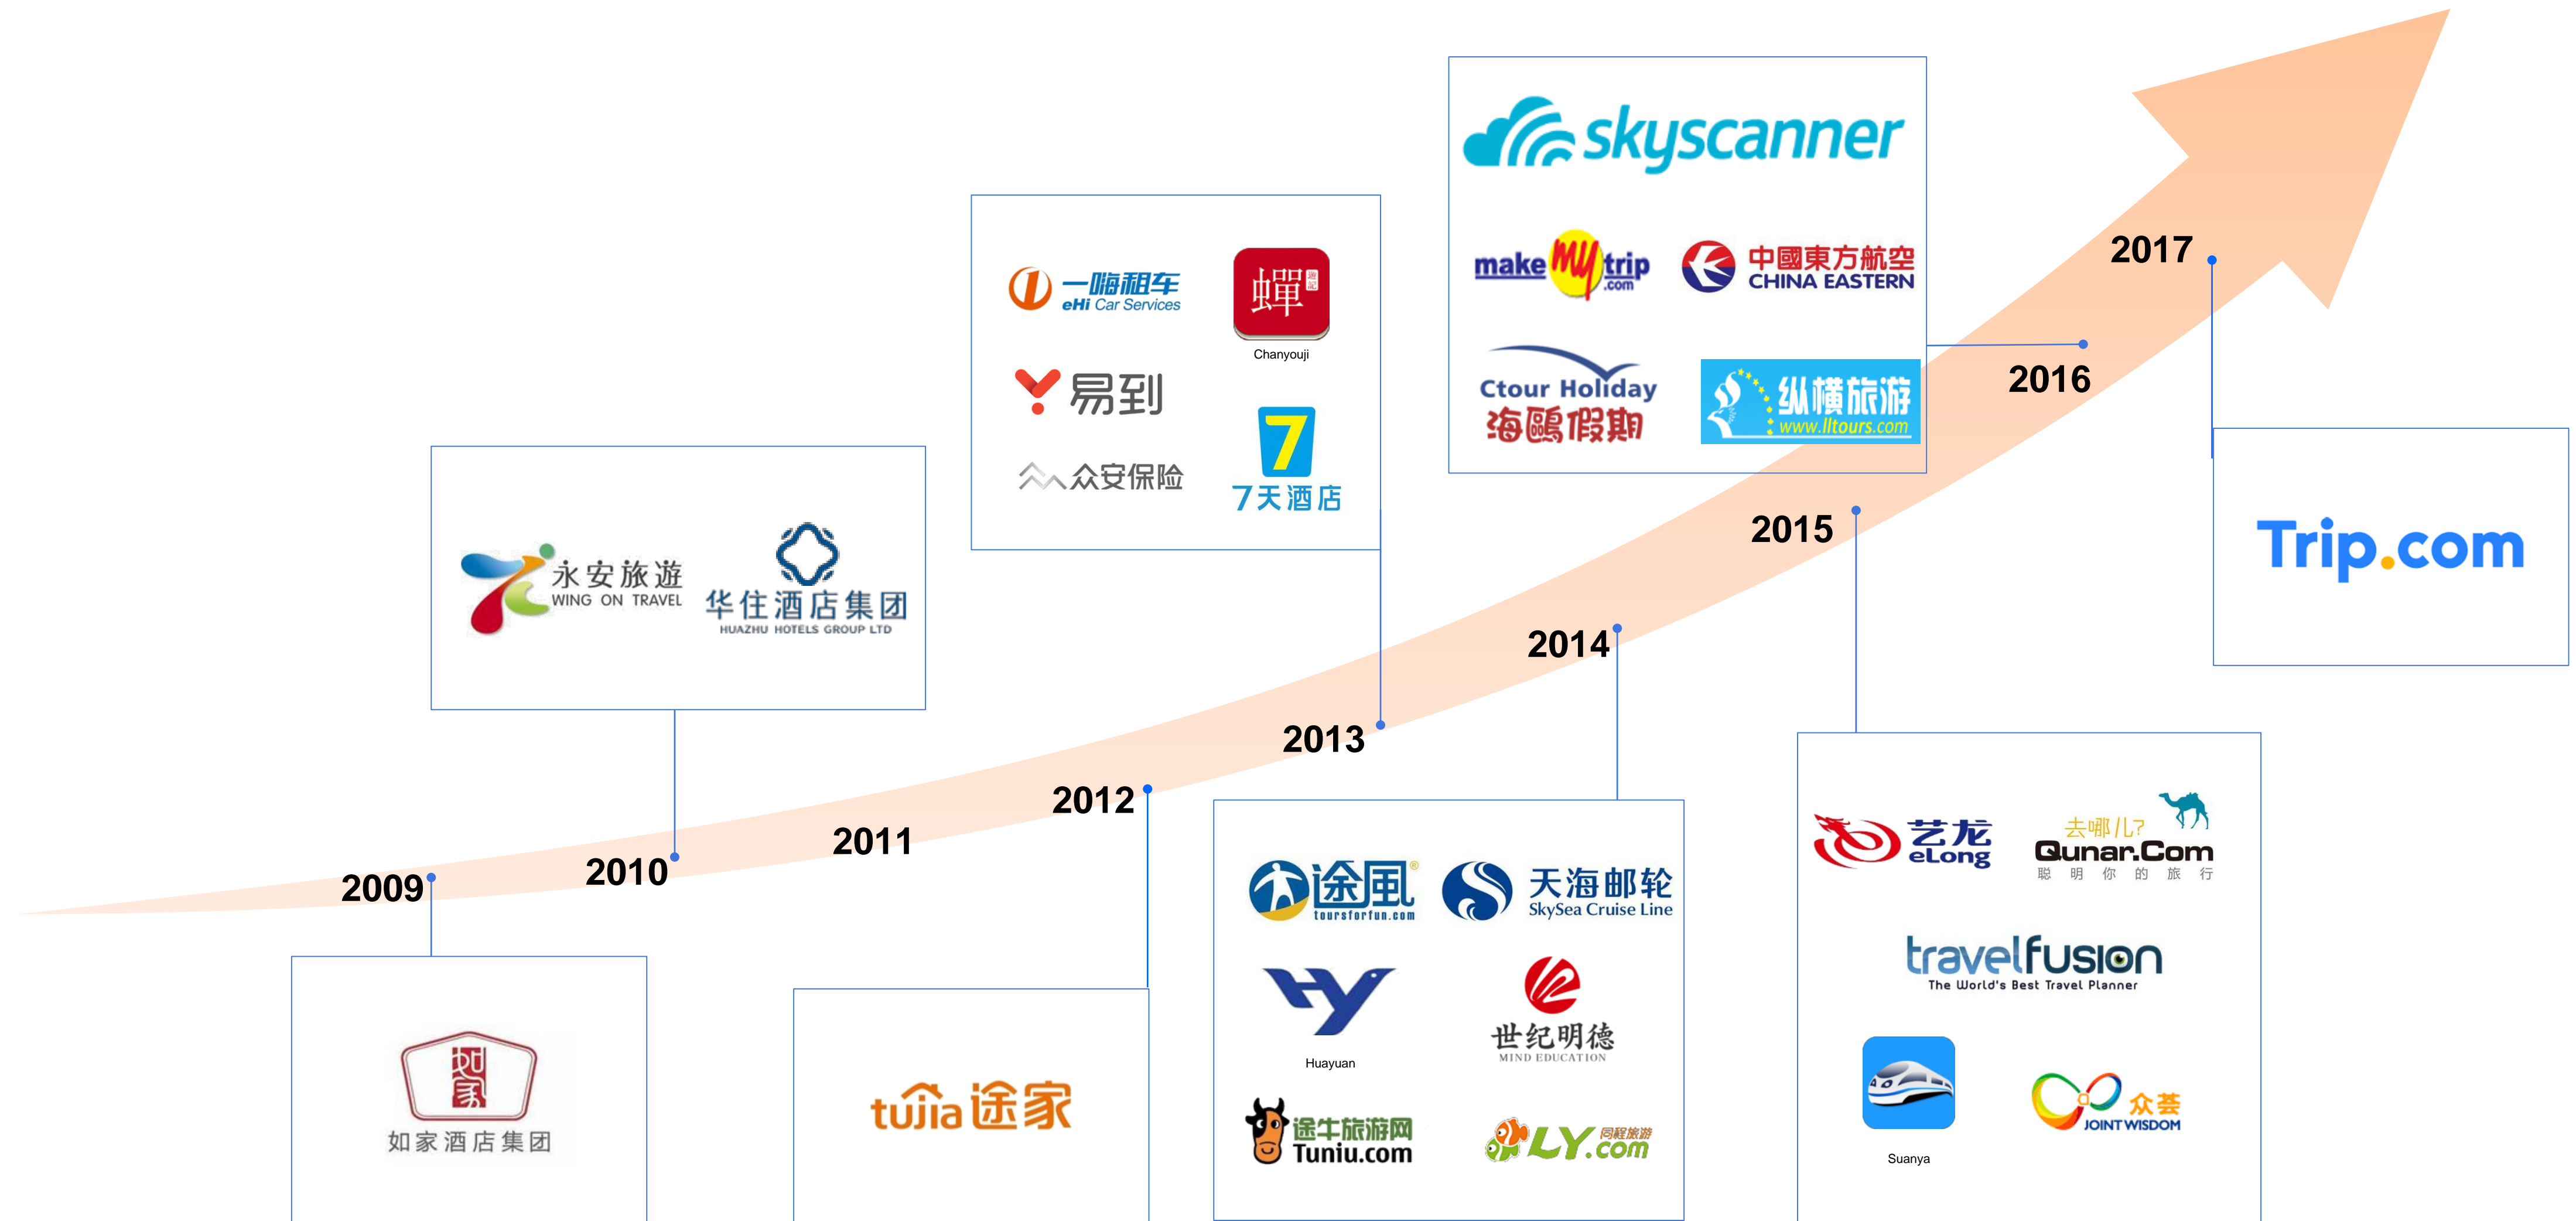 2009
如家
如家酒店集团
2010
永安旅遊
WING ON TRAVEL
华住酒店集团
HUAZHU HOTELS GROUP LTD
2011
2012
tujia 途家
2013
一嗨租车
eHi Car Services
蟬
遊記
Chanyouji
易到
众安保险
7
7天酒店
2014
途風®
toursforfun.com
天海邮轮
SkySea Cruise Line
HY
Huayuan
世纪明德
MIND EDUCATION
途牛旅游网
Tuniu.com
同程旅游
LY.com
2015
艺龙
eLong
去哪儿?
Qunar.Com
聪明你的旅行
travelfusion
The World's Best Travel Planner
Suanya
众荟
JOINT WISDOM
2016
skyscanner
make my trip
.com
中國東方航空
CHINA EASTERN
Ctour Holiday
海鷗假期
纵横旅游
www.lltours.com
2017
Trip.com